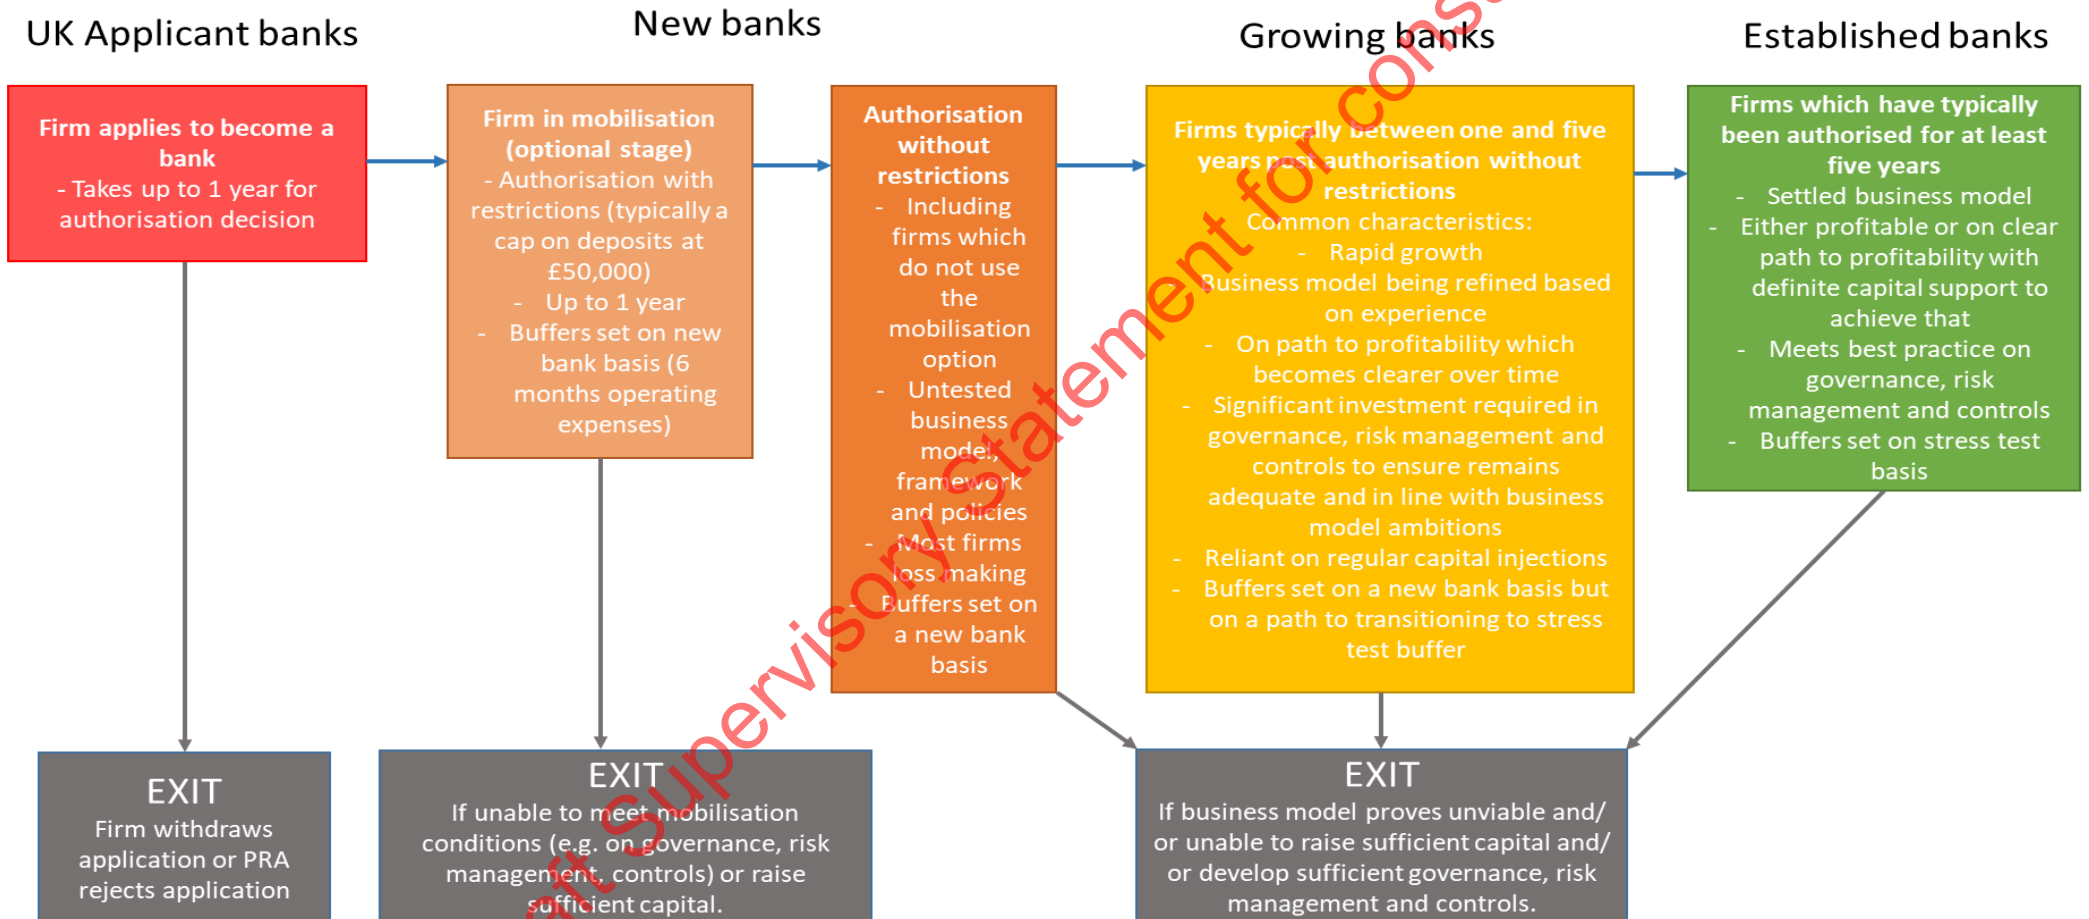 UK Applicant banks
New banks
Growing banks
Established banks
Firm applies to become a
bank
- Takes up to 1 year for
authorisation decision
Firm in mobilisation
(optional stage)
- Authorisation with
restrictions (typically a
cap on deposits at
£50,000)
- Up to 1 year
- Buffers set on new
bank basis (6
months operating
expenses)
Authorisation
without
restrictions
- Including
firms which
do not use
the
mobilisation
option
- Untested
business
model,
framework
and policies
- Most firms
loss making
- Buffers set on
a new bank
basis
Firms typically between one and five
years post authorisation without
restrictions
Common characteristics:
- Rapid growth
- Business model being refined based
on experience
- On path to profitability which
becomes clearer over time
- Significant investment required in
governance, risk management and
controls to ensure remains
adequate and in line with business
model ambitions
- Reliant on regular capital injections
- Buffers set on a new bank basis but
on a path to transitioning to stress
test buffer
Firms which have typically
been authorised for at least
five years
- Settled business model
- Either profitable or on clear
path to profitability with
definite capital support to
achieve that
- Meets best practice on
governance, risk
management and controls
- Buffers set on stress test
basis
EXIT
Firm withdraws
application or PRA
rejects application
EXIT
If unable to meet mobilisation
conditions (e.g. on governance, risk
management, controls) or raise
sufficient capital.
EXIT
If business model proves unviable and/
or unable to raise sufficient capital and/
or develop sufficient governance, risk
management and controls.
Supervisory Statement for